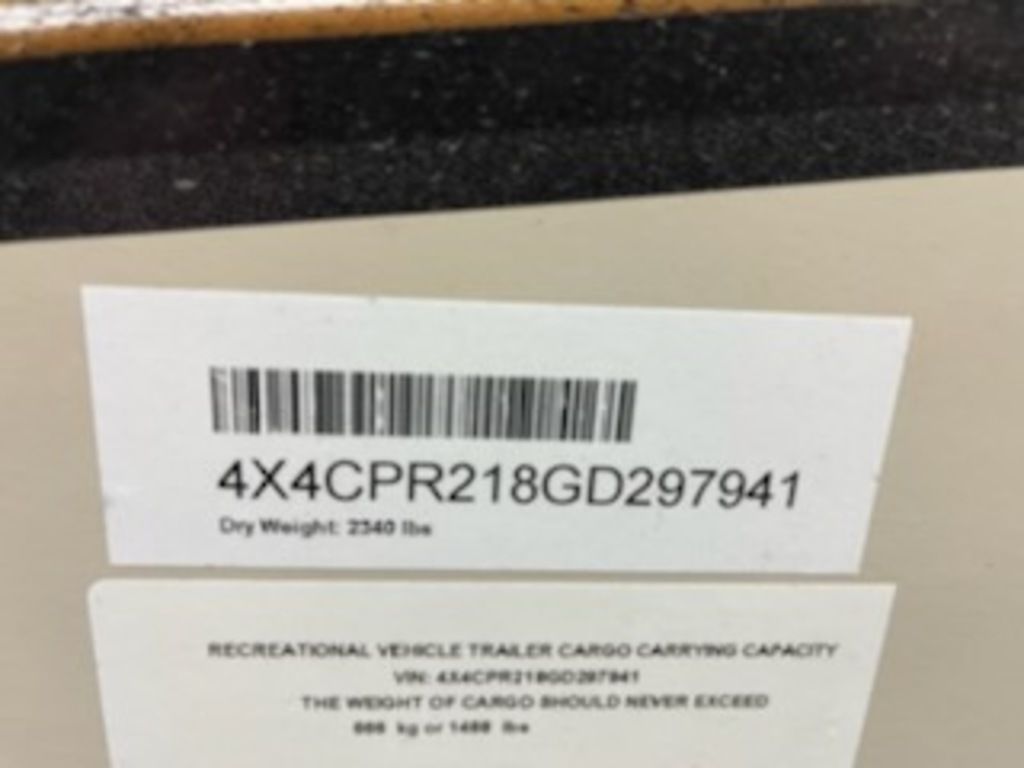 4X4CPR218GD297941
Dry Weight: 2340 lbs
RECREATIONAL VEHICLE TRAILER CARGO CARRYING CAPACITY
VIN: 4X4CPR218GD297941
THE WEIGHT OF CARGO SHOULD NEVER EXCEED
kg or lbs